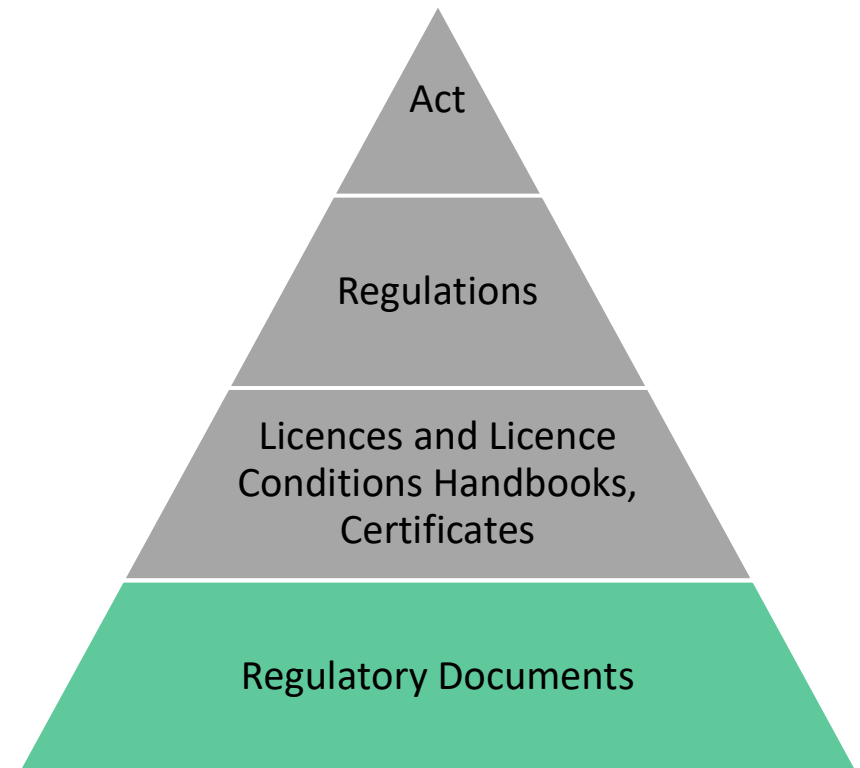 Act
Regulations
Licences and Licence
Conditions Handbooks,
Certificates
Regulatory Documents